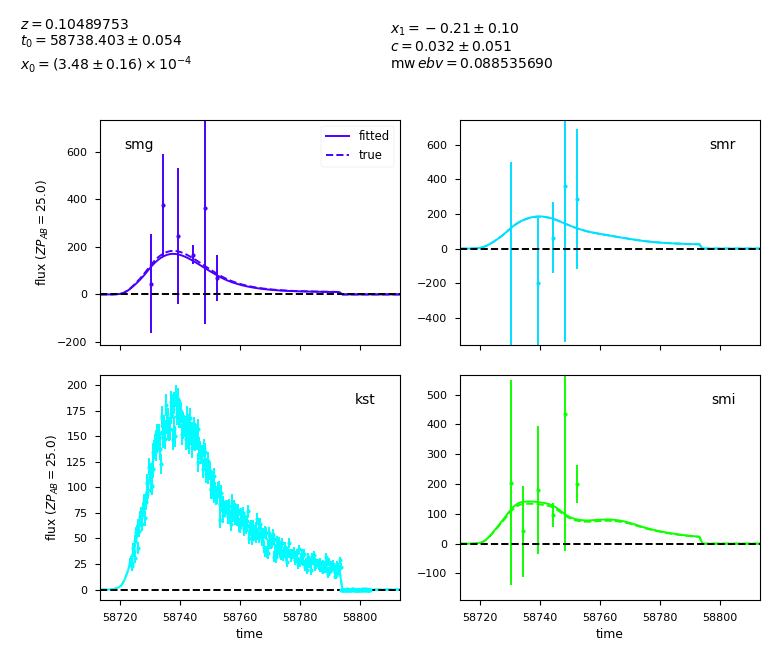 z = 0.10489753
t₀ = 58738.403 ± 0.054
x₀ = (3.48 ± 0.16) × 10⁻⁴
x₁ = −0.21 ± 0.10
c = 0.032 ± 0.051
mw ebv = 0.088535690
smg
fitted
true
flux (ZP_AB = 25.0)
600
400
200
0
−200
smr
600
400
200
0
−200
−400
kst
flux (ZP_AB = 25.0)
200
175
150
125
100
75
50
25
0
58720 58740 58760 58780 58800
time
smi
500
400
300
200
100
0
−100
58720 58740 58760 58780 58800
time